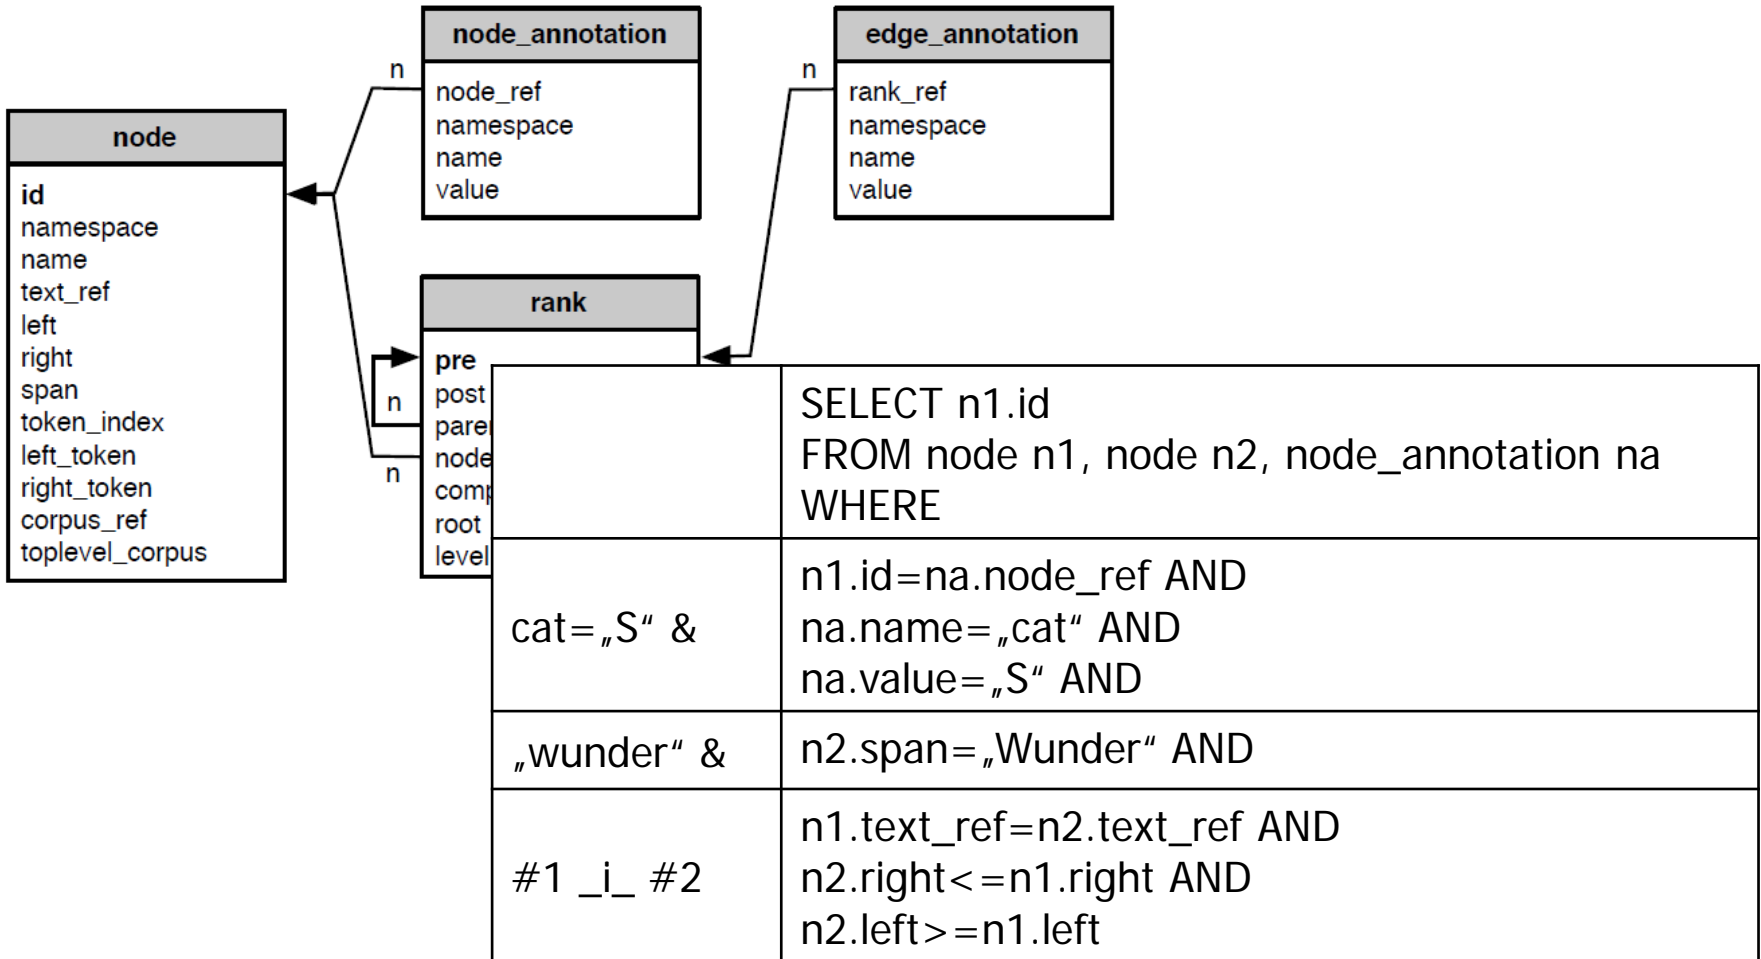 node_annotation
node_ref
namespace
name
value
edge_annotation
rank_ref
namespace
name
value
n
n
node
id
namespace
name
text_ref
left
right
span
token_index
left_token
right_token
corpus_ref
toplevel_corpus
rank
pre
post
n
n
root
level
SELECT n1.id
FROM node n1, node n2, node_annotation na
WHERE
cat=„S“ &
n1.id=na.node_ref AND
na.name=„cat“ AND
na.value=„S“ AND
„wunder“ &
n2.span=„Wunder“ AND
#1 _i_ #2
n1.text_ref=n2.text_ref AND
n2.right<=n1.right AND
n2.left>=n1.left